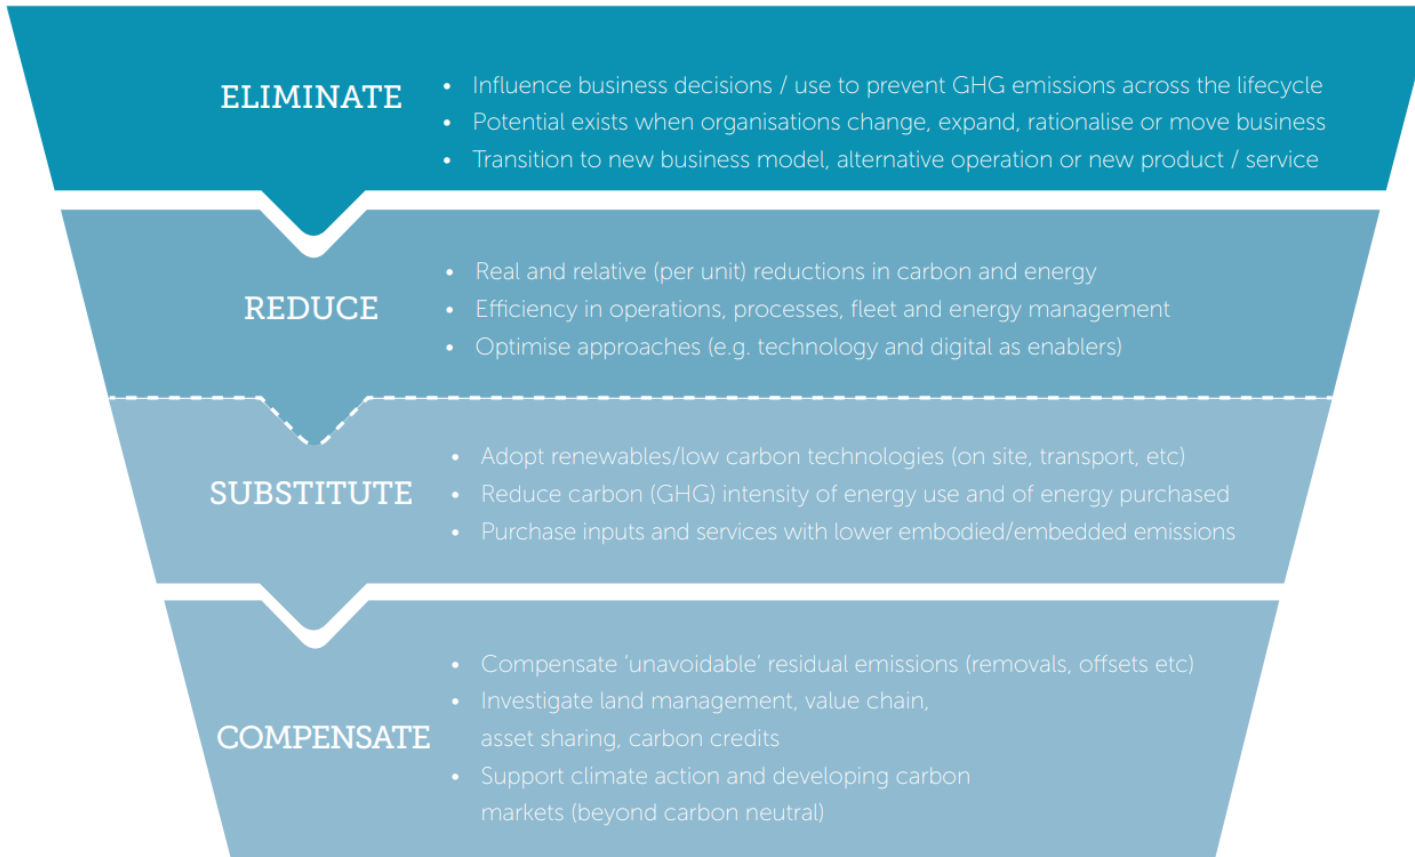 ELIMINATE
• Influence business decisions / use to prevent GHG emissions across the lifecycle
• Potential exists when organisations change, expand, rationalise or move business
• Transition to new business model, alternative operation or new product / service
REDUCE
• Real and relative (per unit) reductions in carbon and energy
• Efficiency in operations, processes, fleet and energy management
• Optimise approaches (e.g. technology and digital as enablers)
SUBSTITUTE
• Adopt renewables/low carbon technologies (on site, transport, etc)
• Reduce carbon (GHG) intensity of energy use and of energy purchased
• Purchase inputs and services with lower embodied/embedded emissions
COMPENSATE
• Compensate ‘unavoidable’ residual emissions (removals, offsets etc)
• Investigate land management, value chain,
asset sharing, carbon credits
• Support climate action and developing carbon
markets (beyond carbon neutral)